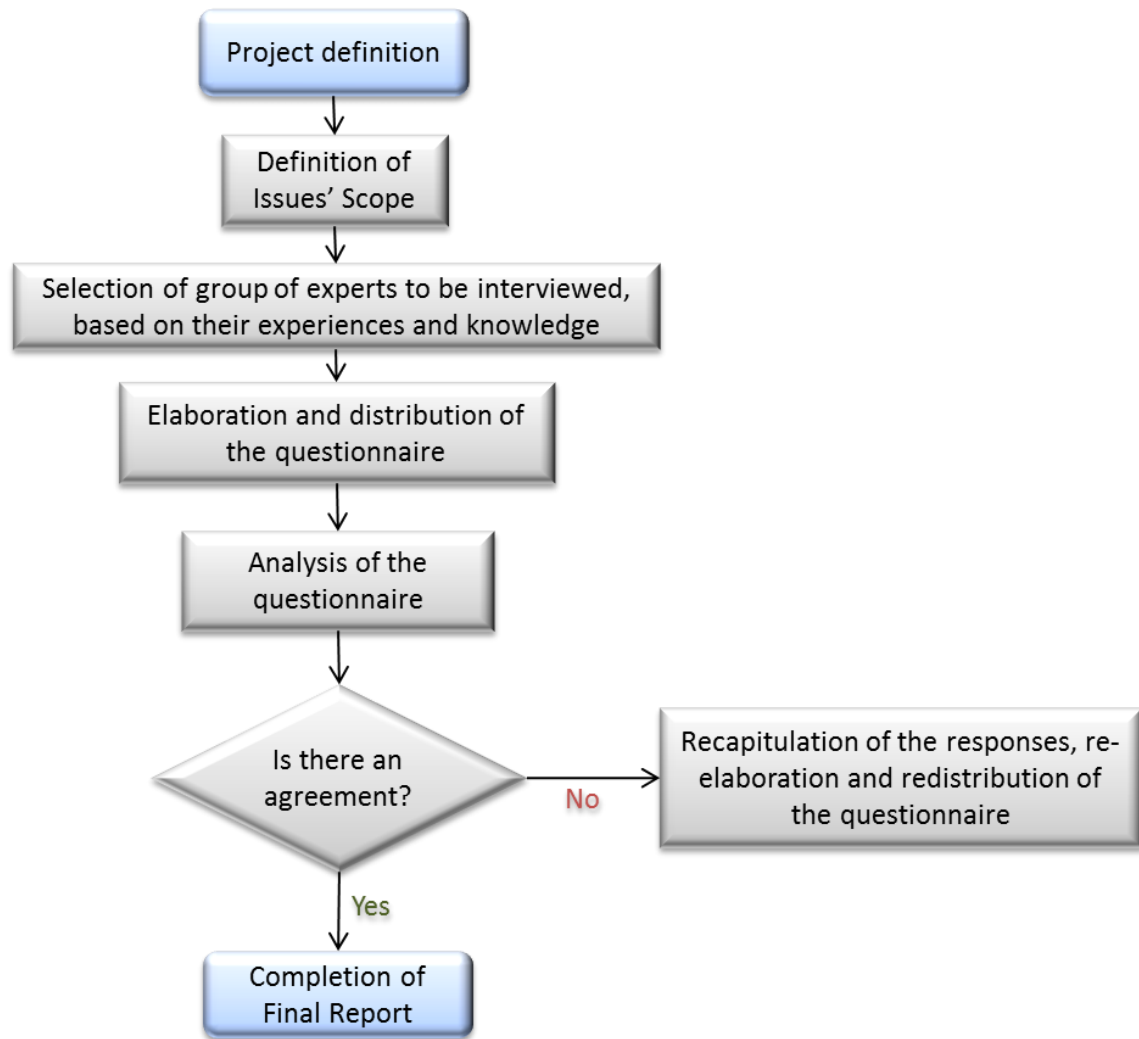 Project definition
Definition of
Issues’ Scope
Selection of group of experts to be interviewed,
based on their experiences and knowledge
Elaboration and distribution of
the questionnaire
Analysis of the
questionnaire
Is there an
agreement?
No
Recapitulation of the responses, re-
elaboration and redistribution of
the questionnaire
Yes
Completion of
Final Report